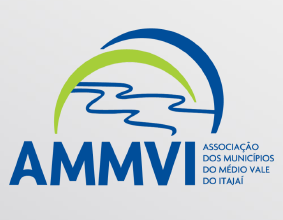 AMMVI
ASSOCIAÇÃO
DOS MUNICÍPIOS
DO MÉDIO VALE
DO ITAJAÍ